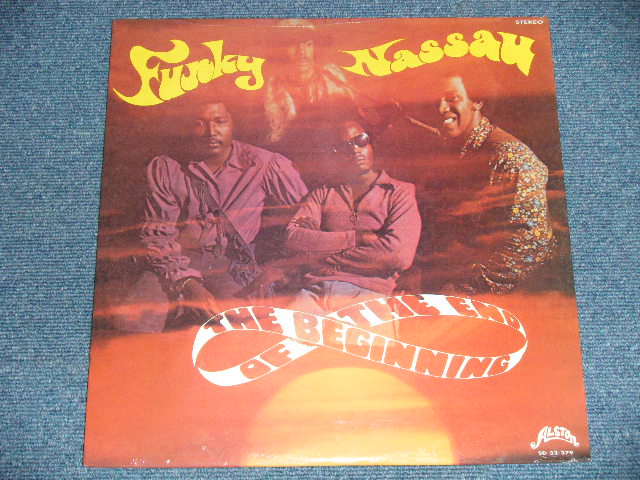 STEREO
Funky Nassau
THE BEGINNING
OF THE END
ALSTON
SD 33-379